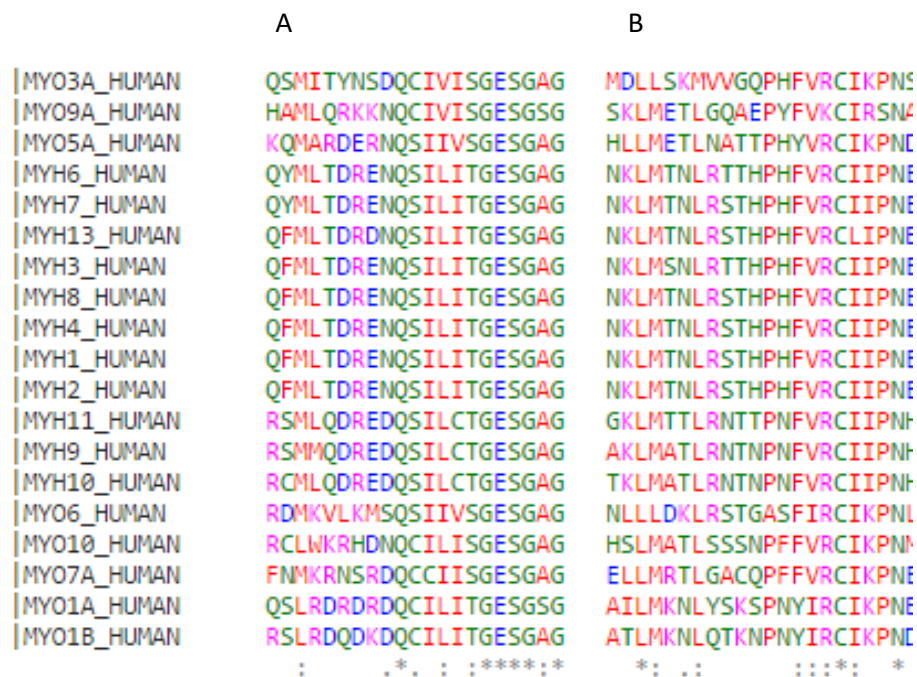 A B
|MYO3A_HUMAN QSMITYNSDQCIVISGESGAG MDLLSKMVVGQPHFVRCIKPNS
|MYO9A_HUMAN HAMLQRKKNQCIVISGESGSG SKLMETLGQAEPYFVKCIRSNA
|MYO5A_HUMAN KQMARDERNQSIIVSGESGAG HLLMETLNATTPHYVRCIKPND
|MYH6_HUMAN QYMLTDRENQSILITGESGAG NKLMTNLRTTHPHFVRCIIPNE
|MYH7_HUMAN QYMLTDRENQSILITGESGAG NKLMTNLRSTHPHFVRCIIPNE
|MYH13_HUMAN QFMLTDRDNQSILITGESGAG NKLMTNLRSTHPHFVRCLIPNE
|MYH3_HUMAN QFMLTDRENQSILITGESGAG NKLMSNLRTTHPHFVRCIIPNE
|MYH8_HUMAN QFMLTDRENQSILITGESGAG NKLMTNLRSTHPHFVRCIIPNE
|MYH4_HUMAN QFMLTDRENQSILITGESGAG NKLMTNLRSTHPHFVRCIIPNE
|MYH1_HUMAN QFMLTDRENQSILITGESGAG NKLMTNLRSTHPHFVRCIIPNE
|MYH2_HUMAN QFMLTDRENQSILITGESGAG NKLMTNLRSTHPHFVRCIIPNE
|MYH11_HUMAN RSMLQDREDQSILCTGESGAG GKLMTTLRNTTPNFVRCIIPNH
|MYH9_HUMAN RSMMQDREDQSILCTGESGAG AKLMATLRNTNPNFVRCIIPNH
|MYH10_HUMAN RCMLQDREDQSILCTGESGAG TKLMATLRNTNPNFVRCIIPNH
|MYO6_HUMAN RDMKVLKMSQSIIVSGESGAG NLLLDKLRSTGASFIRCIKPNL
|MYO10_HUMAN RCLWKRHDNQCILISGESGAG HSLMATLSSSNPFFVRCIKPNM
|MYO7A_HUMAN FNMKRNSRDQCCIISGESGAG ELLMRTLGACQPFFVRCIKPNE
|MYO1A_HUMAN QSLRDRDRDQCILITGESGSG AILMKNLYSKSPNYIRCIKPNE
|MYO1B_HUMAN RSLRDQDKDQCILITGESGAG ATLMKNLQTKNPNYIRCIKPND
: .*. : :****:* *: .: :::*: *